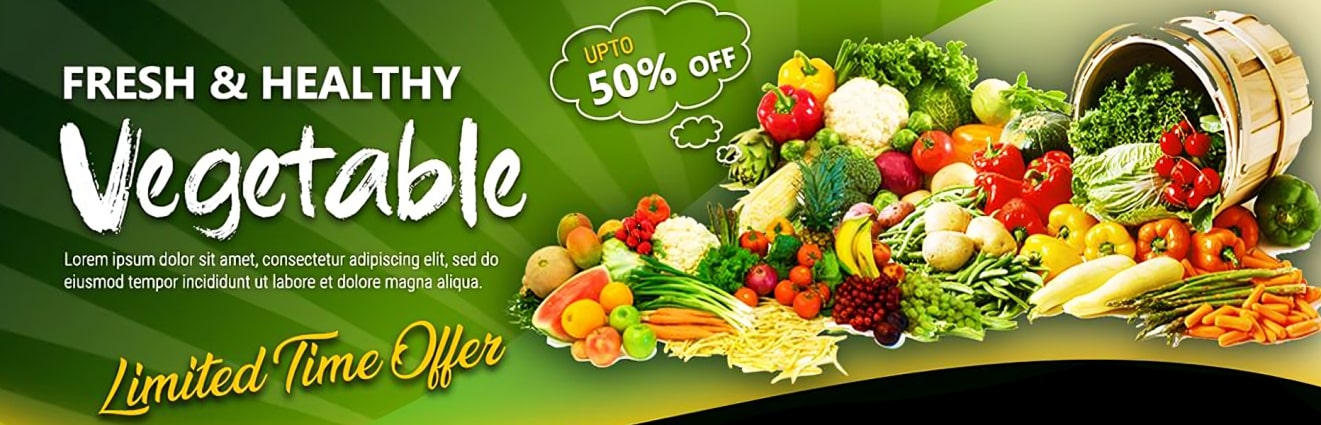 FRESH & HEALTHY
Vegetable
Lorem ipsum dolor sit amet, consectetur adipiscing elit, sed do
eiusmod tempor incididunt ut labore et dolore magna aliqua.
Limited Time Offer
UPTO
50% OFF